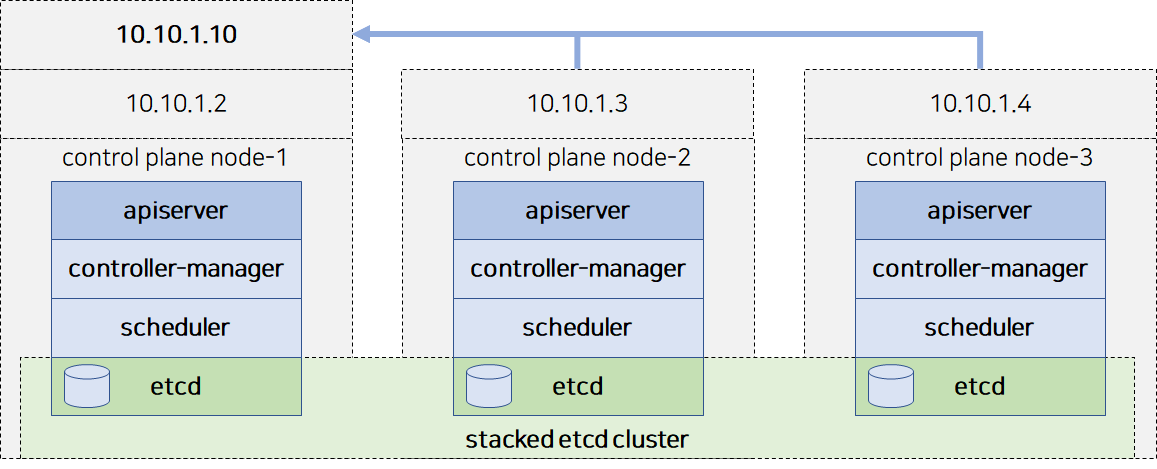 10.10.1.10
10.10.1.2
10.10.1.3
10.10.1.4
control plane node-1
control plane node-2
control plane node-3
apiserver
apiserver
apiserver
controller-manager
controller-manager
controller-manager
scheduler
scheduler
scheduler
etcd
etcd
etcd
stacked etcd cluster